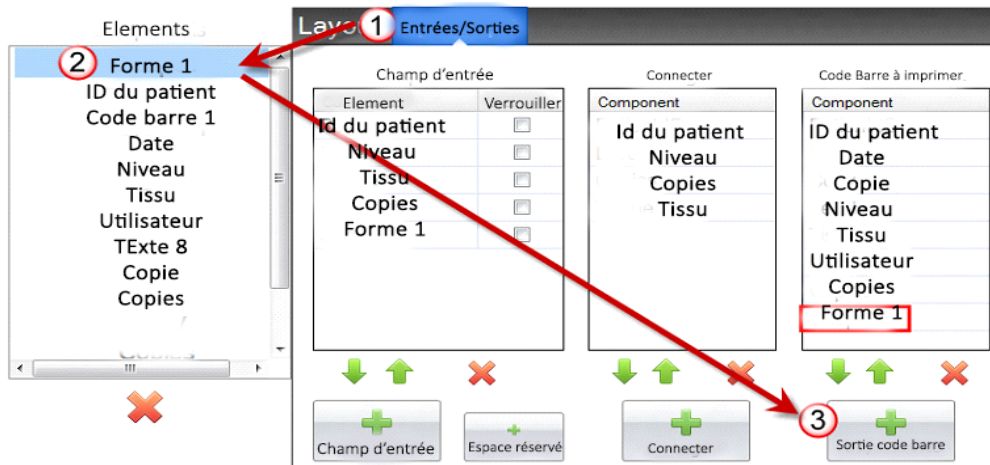 Elements
2 Forme 1
ID du patient
Code barre 1
Date
Niveau
Tissu
Utilisateur
TExte 8
Copie
Copies
1 Entrées/Sorties
Champ d'entrée
Element Verrouiller
Id du patient
Niveau
Tissu
Copies
Forme 1
Champ d'entrée
Espace réservé
Connecter
Component
Id du patient
Niveau
Copies
Tissu
Connecter
Code Barre à imprimer
Component
ID du patient
Date
Copie
Niveau
Tissu
Utilisateur
Copies
Forme 1
3
Sortie code barre